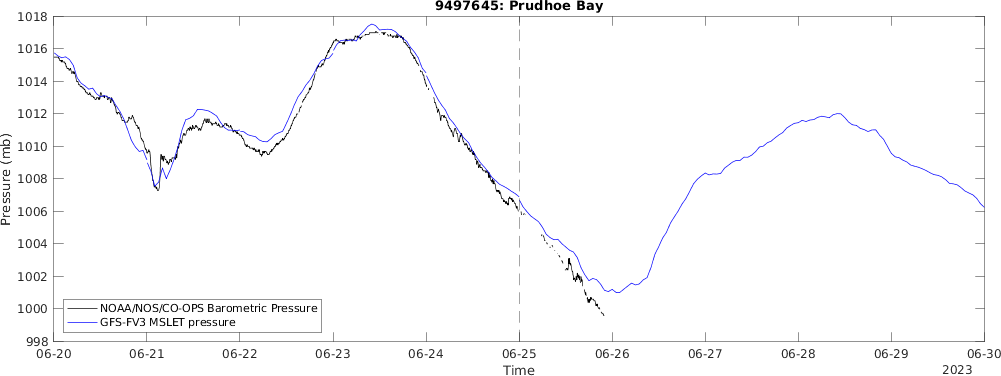 9497645: Prudhoe Bay
1018
1016
1014
1012
1010
1008
1006
1004
1002
1000
998
Pressure (mb)
NOAA/NOS/CO-OPS Barometric Pressure
GFS-FV3 MSLET pressure
06-20 06-21 06-22 06-23 06-24 06-25 06-26 06-27 06-28 06-29 06-30
Time
2023